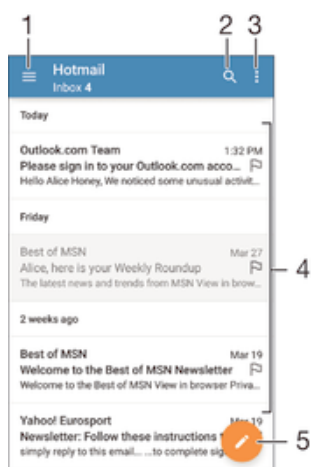 1 2 3
Hotmail
Inbox 4
Today
Outlook.com Team 1:32 PM
Please sign in to your Outlook.com acco...
Hello Alice Honey, We noticed some unusual activit...
Friday
Best of MSN Mar 27
Alice, here is your Weekly Roundup
The latest news and trends from MSN View in brow...
4
2 weeks ago
Best of MSN Mar 19
Welcome to the Best of MSN Newsletter
Welcome to the Best of MSN View in browser Priva...
Yahoo! Eurosport Mar 19
Newsletter: Follow these instructions
5
simply reply to this email... ...to complete